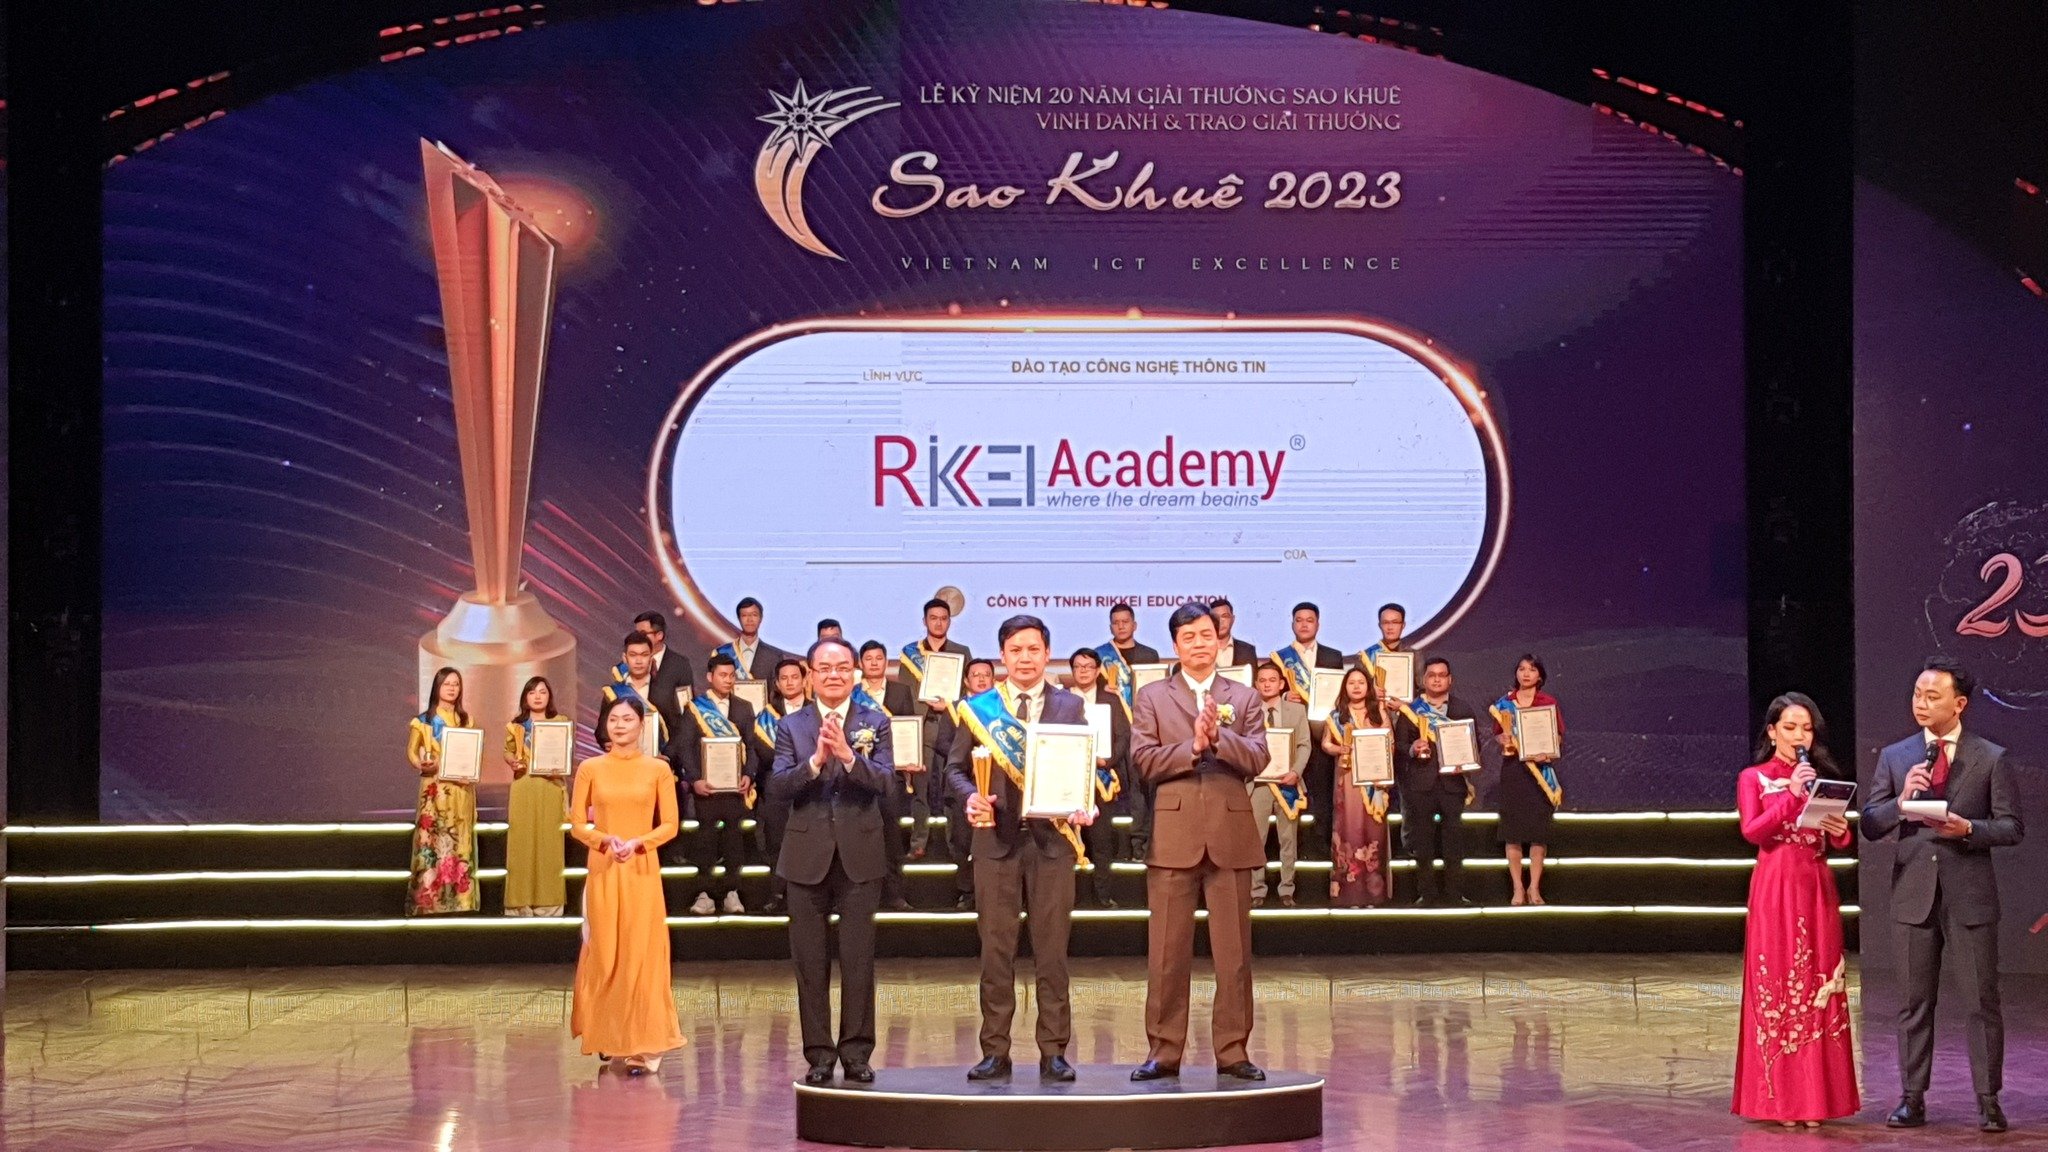 LỄ KỶ NIỆM 20 NĂM GIẢI THƯỞNG SAO KHUÊ
VINH DANH & TRAO GIẢI THƯỞNG
Sao Khuê 2023
VIETNAM ICT EXCELLENCE
LĨNH VỰC ĐÀO TẠO CÔNG NGHỆ THÔNG TIN
RIKKEI Academy ®
where the dream begins
CỦA
CÔNG TY TNHH RIKKEI EDUCATION